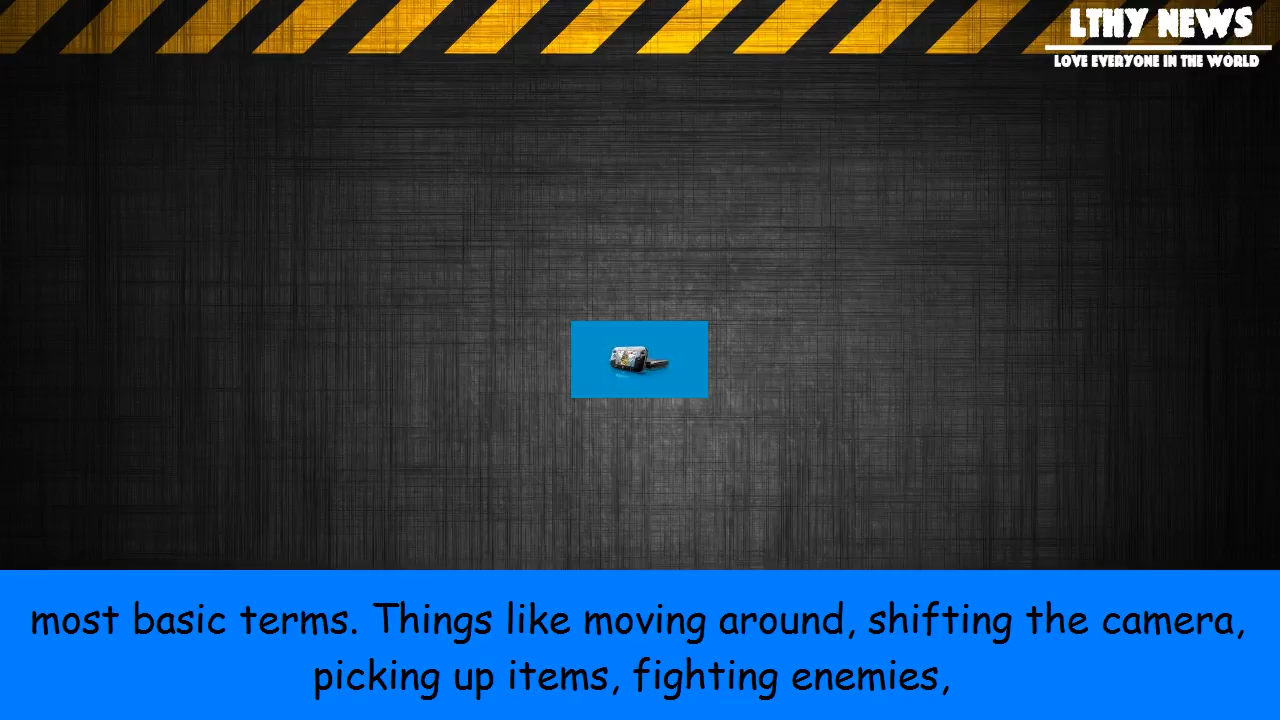 LTHY NEWS
LOVE EVERYONE IN THE WORLD
most basic terms. Things like moving around, shifting the camera,
picking up items, fighting enemies,